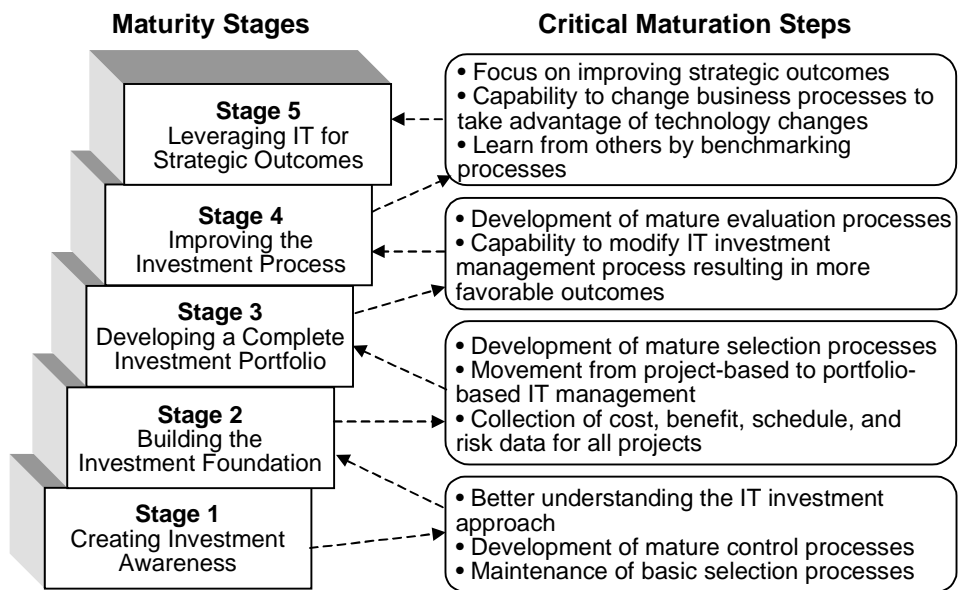 Maturity Stages
Critical Maturation Steps
Stage 5
Leveraging IT for
Strategic Outcomes
• Focus on improving strategic outcomes
• Capability to change business processes to
take advantage of technology changes
• Learn from others by benchmarking
processes
Stage 4
Improving the
Investment Process
• Development of mature evaluation processes
• Capability to modify IT investment
management process resulting in more
favorable outcomes
Stage 3
Developing a Complete
Investment Portfolio
• Development of mature selection processes
• Movement from project-based to portfolio-
based IT management
• Collection of cost, benefit, schedule, and
risk data for all projects
Stage 2
Building the
Investment Foundation
• Better understanding the IT investment
approach
• Development of mature control processes
• Maintenance of basic selection processes
Stage 1
Creating Investment
Awareness